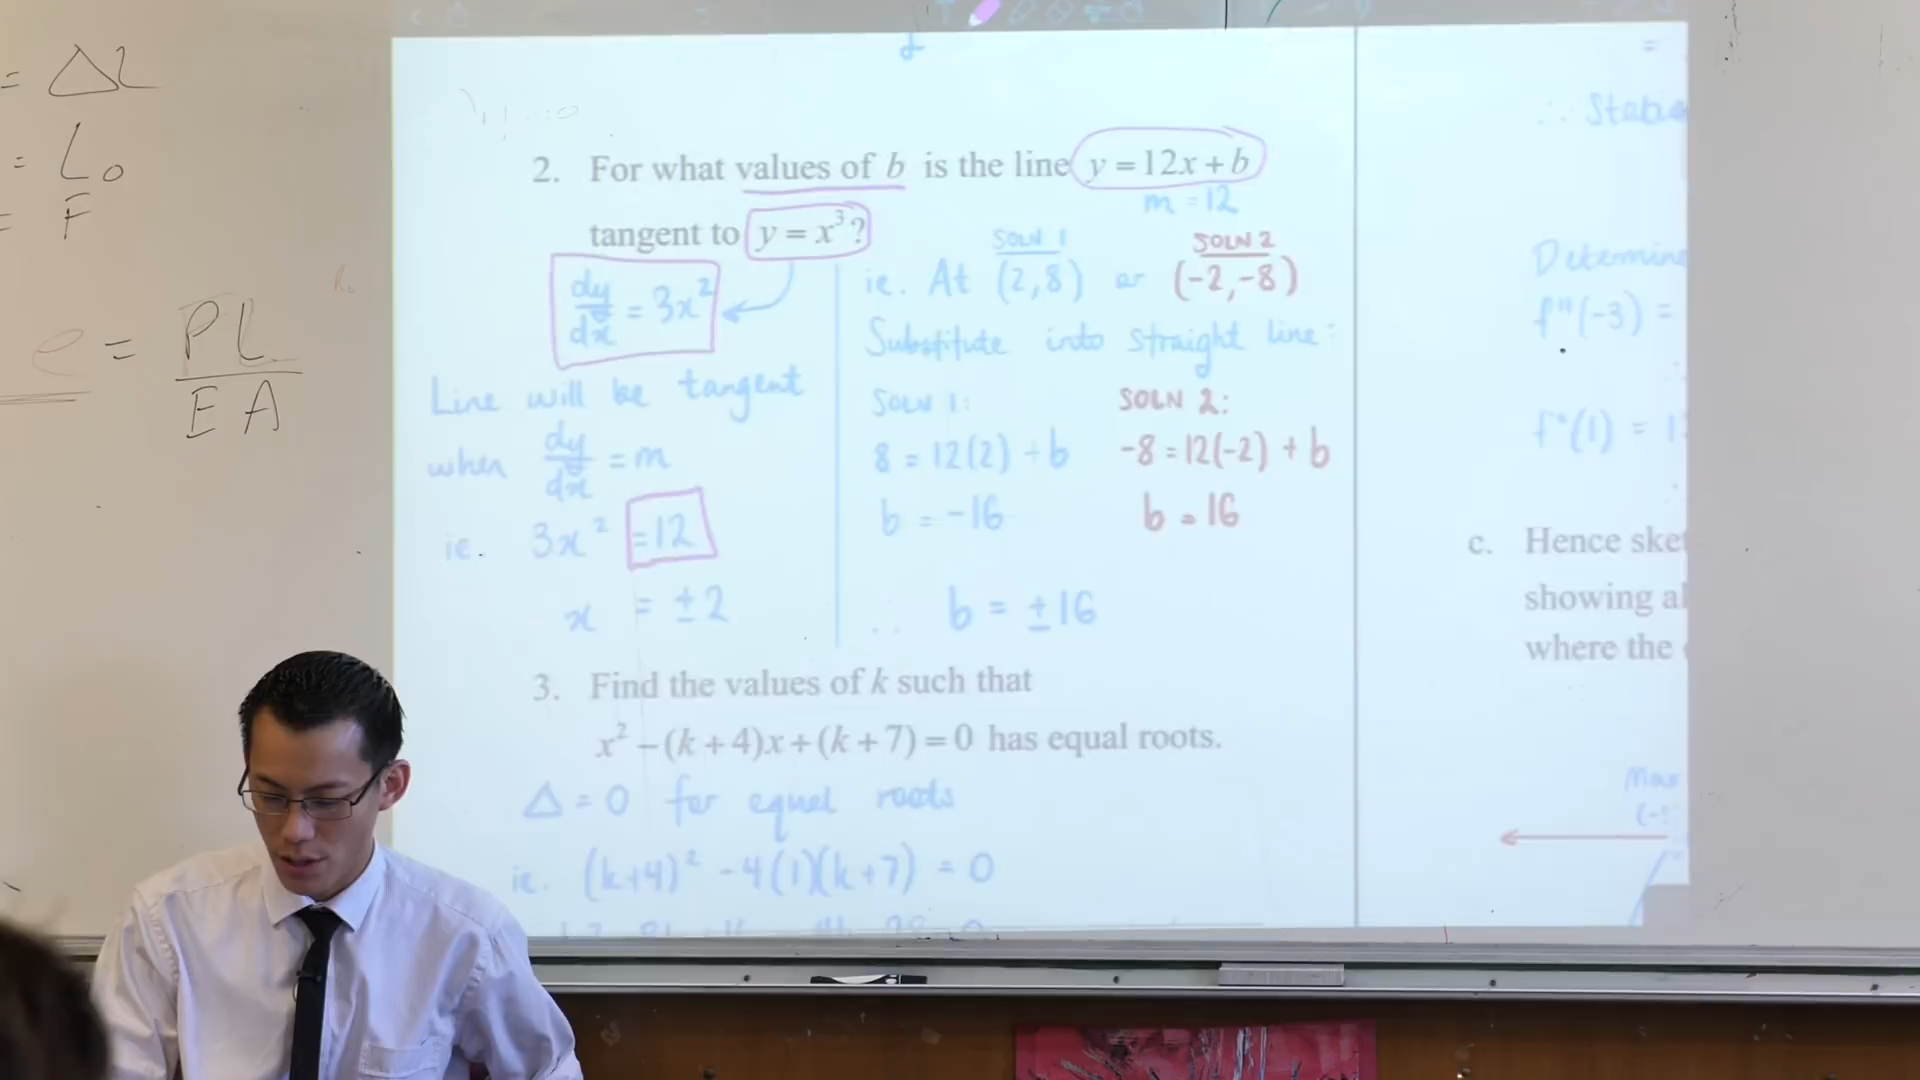 = ΔL
= L₀
= F
e = PL / EA
2. For what values of b is the line y = 12x + b
m = 12
tangent to y = x³?
dy/dx = 3x²
Line will be tangent
when dy/dx = m
ie. 3x² = 12
x = ±2
SOLN 1 SOLN 2
ie. At (2,8) or (-2,-8)
Substitute into straight line:
SOLN 1: SOLN 2:
8 = 12(2) + b -8 = 12(-2) + b
b = -16 b = 16
∴ b = ±16
3. Find the values of k such that
x² − (k + 4)x + (k + 7) = 0 has equal roots.
Δ = 0 for equal roots
ie. (k+4)² - 4(1)(k+7) = 0
=
f''(-3) =
f''(1) = 1
c. Hence
showing
where the
Max